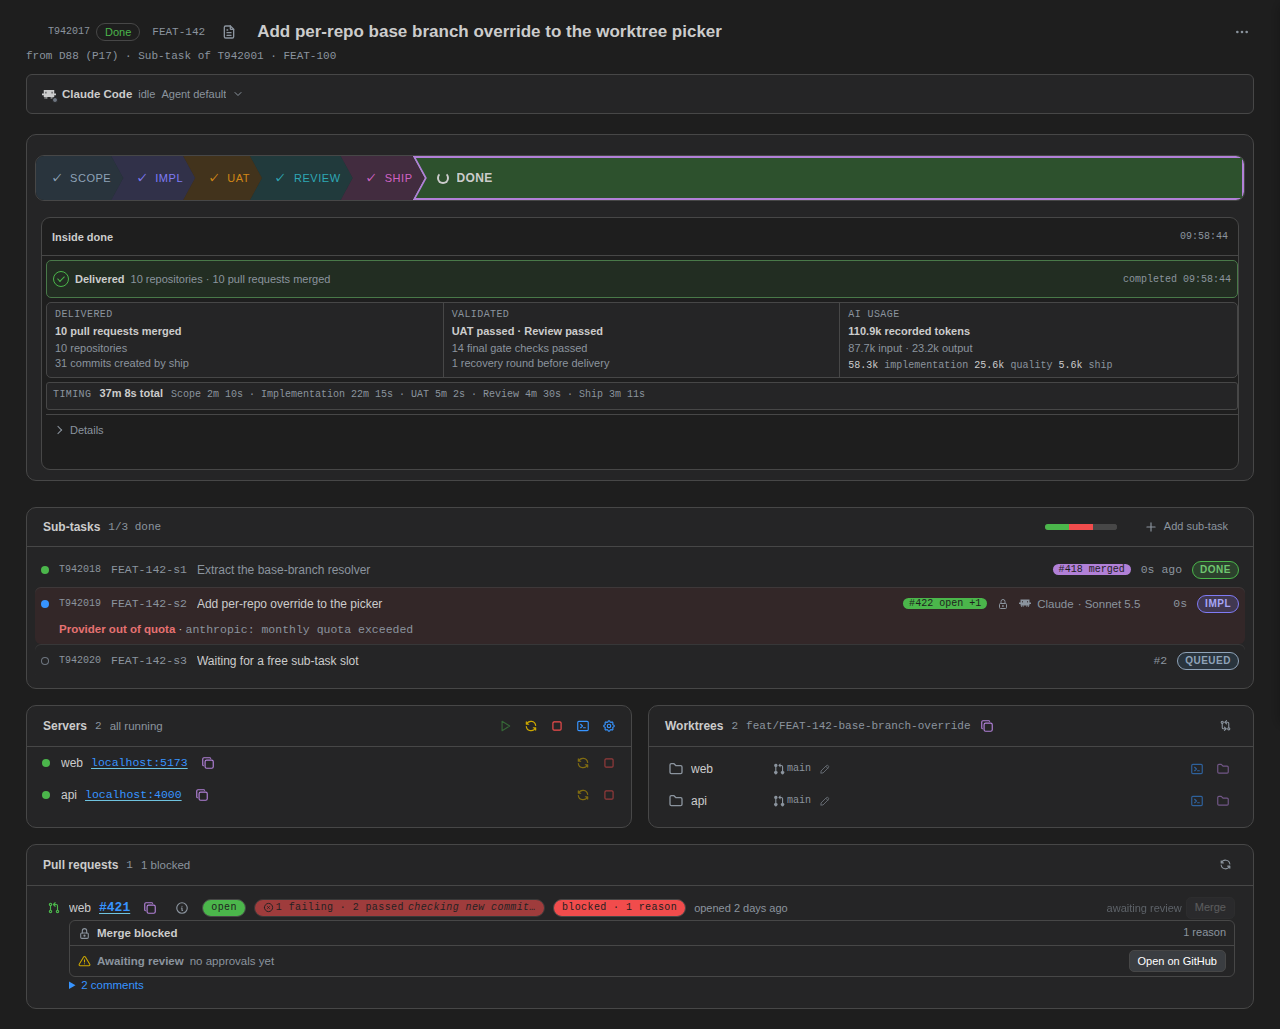 T942017 Done FEAT-142 Add per-repo base branch override to the worktree picker
from D88 (P17) · Sub-task of T942001 · FEAT-100
Claude Code idle Agent default
SCOPE IMPL UAT REVIEW SHIP DONE
Inside done 09:58:44
Delivered 10 repositories · 10 pull requests merged completed 09:58:44
DELIVERED VALIDATED AI USAGE
10 pull requests merged UAT passed · Review passed 110.9k recorded tokens
10 repositories 14 final gate checks passed 87.7k input · 23.2k output
31 commits created by ship 1 recovery round before delivery 58.3k implementation 25.6k quality 5.6k ship
TIMING 37m 8s total Scope 2m 10s · Implementation 22m 15s · UAT 5m 2s · Review 4m 30s · Ship 3m 11s
Details
Sub-tasks 1/3 done Add sub-task
T942018 FEAT-142-s1 Extract the base-branch resolver #418 merged 0s ago DONE
T942019 FEAT-142-s2 Add per-repo override to the picker #422 open +1 Claude · Sonnet 5.5 0s IMPL
Provider out of quota · anthropic: monthly quota exceeded
T942020 FEAT-142-s3 Waiting for a free sub-task slot #2 QUEUED
Servers 2 all running
web localhost:5173
api localhost:4000
Worktrees 2 feat/FEAT-142-base-branch-override
web main
api main
Pull requests 1 1 blocked
web #421 open 1 failing · 2 passed checking new commit… blocked · 1 reason opened 2 days ago awaiting review Merge
Merge blocked 1 reason
Awaiting review no approvals yet Open on GitHub
2 comments